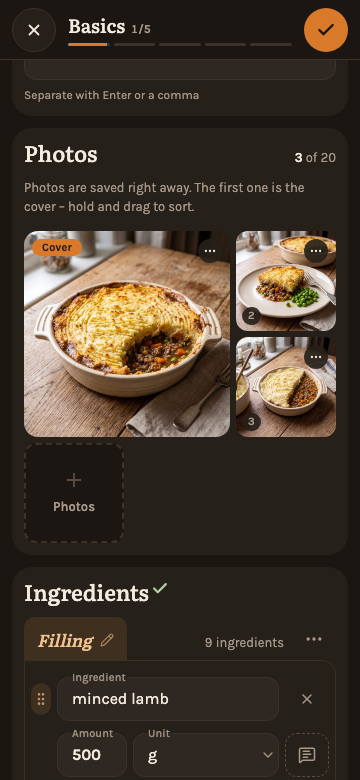 Basics 1/5
Separate with Enter or a comma
Photos
3 of 20
Photos are saved right away. The first one is the
cover – hold and drag to sort.
Cover
2
3
Photos
Ingredients
Filling
9 ingredients
Ingredient
minced lamb
Amount
500
Unit
g